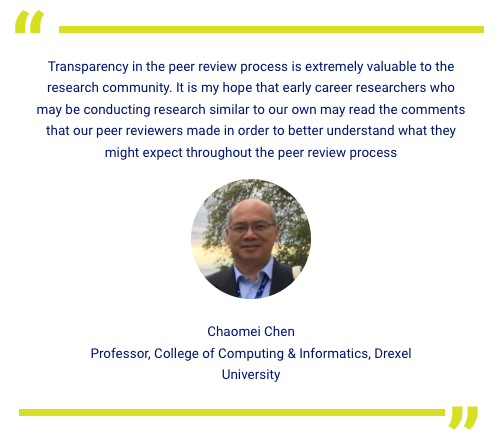 Transparency in the peer review process is extremely valuable to the
research community. It is my hope that early career researchers who
may be conducting research similar to our own may read the comments
that our peer reviewers made in order to better understand what they
might expect throughout the peer review process
Chaomei Chen
Professor, College of Computing & Informatics, Drexel
University